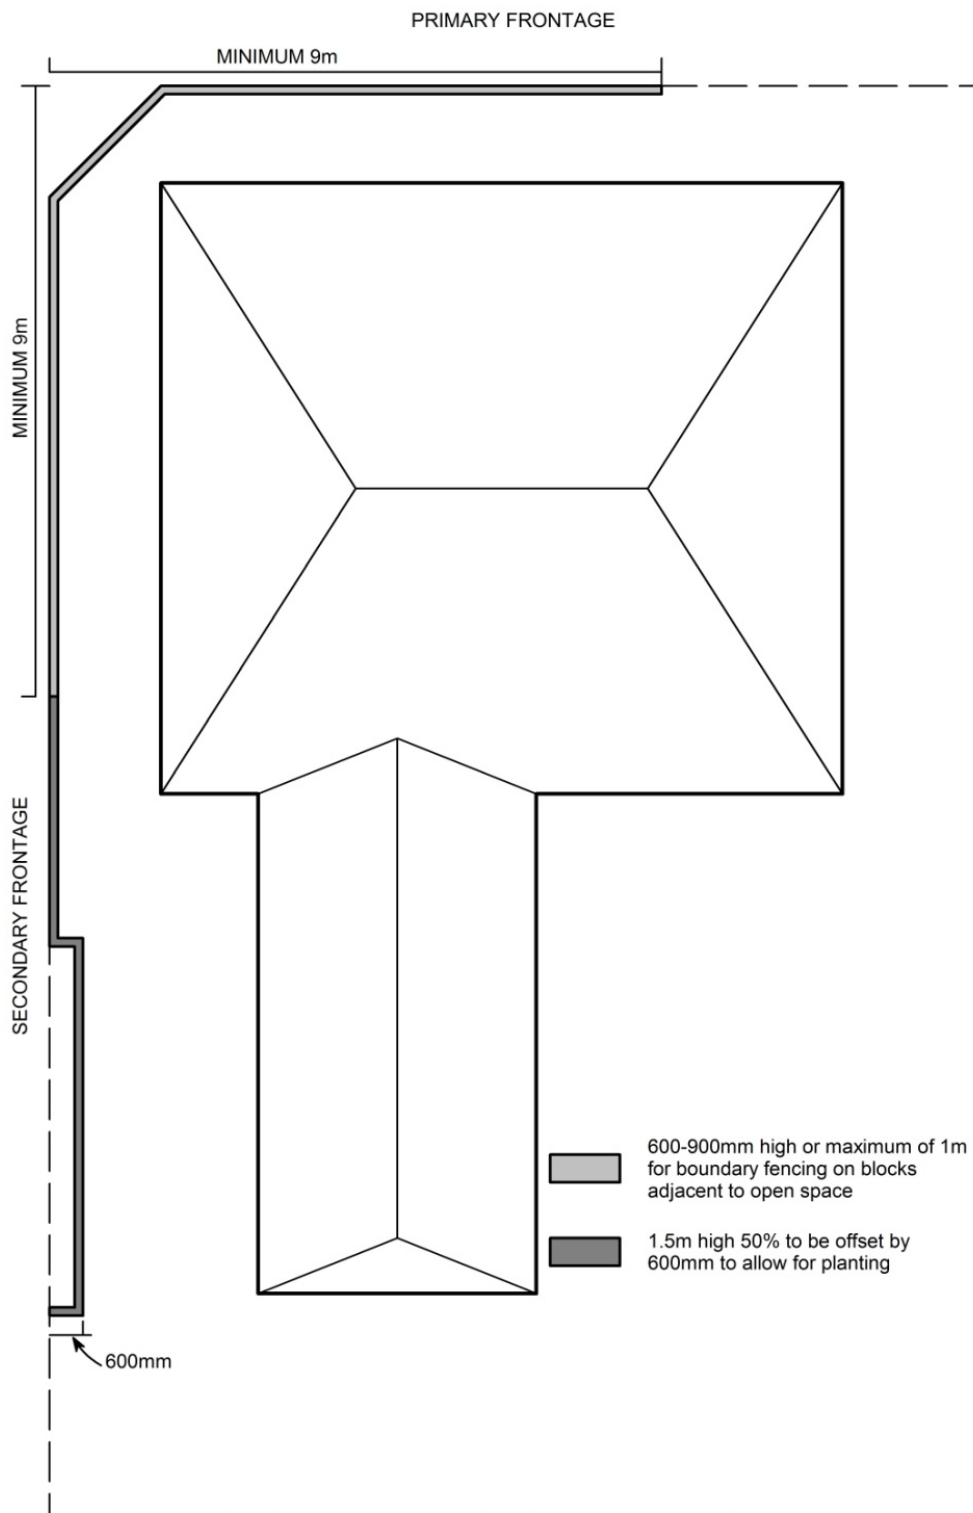 PRIMARY FRONTAGE
MINIMUM 9m
MINIMUM 9m
SECONDARY FRONTAGE
600-900mm high or maximum of 1m
for boundary fencing on blocks
adjacent to open space
1.5m high 50% to be offset by
600mm to allow for planting
600mm